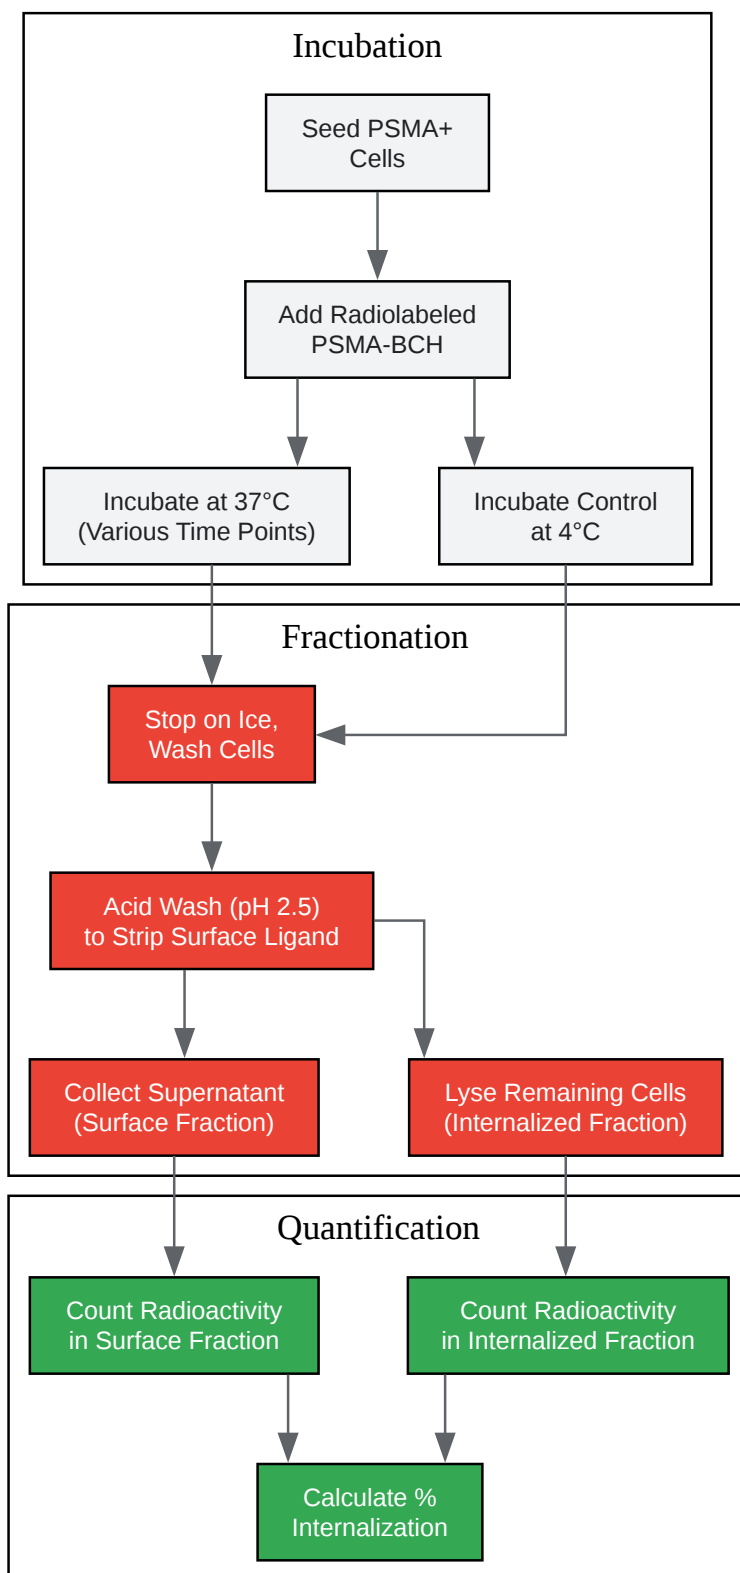 Incubation
Seed PSMA+
Cells
Add Radiolabeled
PSMA-BCH
Incubate at 37°C
(Various Time Points)
Incubate Control
at 4°C
Fractionation
Stop on Ice,
Wash Cells
Acid Wash (pH 2.5)
to Strip Surface Ligand
Collect Supernatant
(Surface Fraction)
Lyse Remaining Cells
(Internalized Fraction)
Quantification
Count Radioactivity
in Surface Fraction
Count Radioactivity
in Internalized Fraction
Calculate %
Internalization